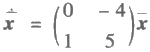 ẋ⃗ = (0 −4
1 5) x̄